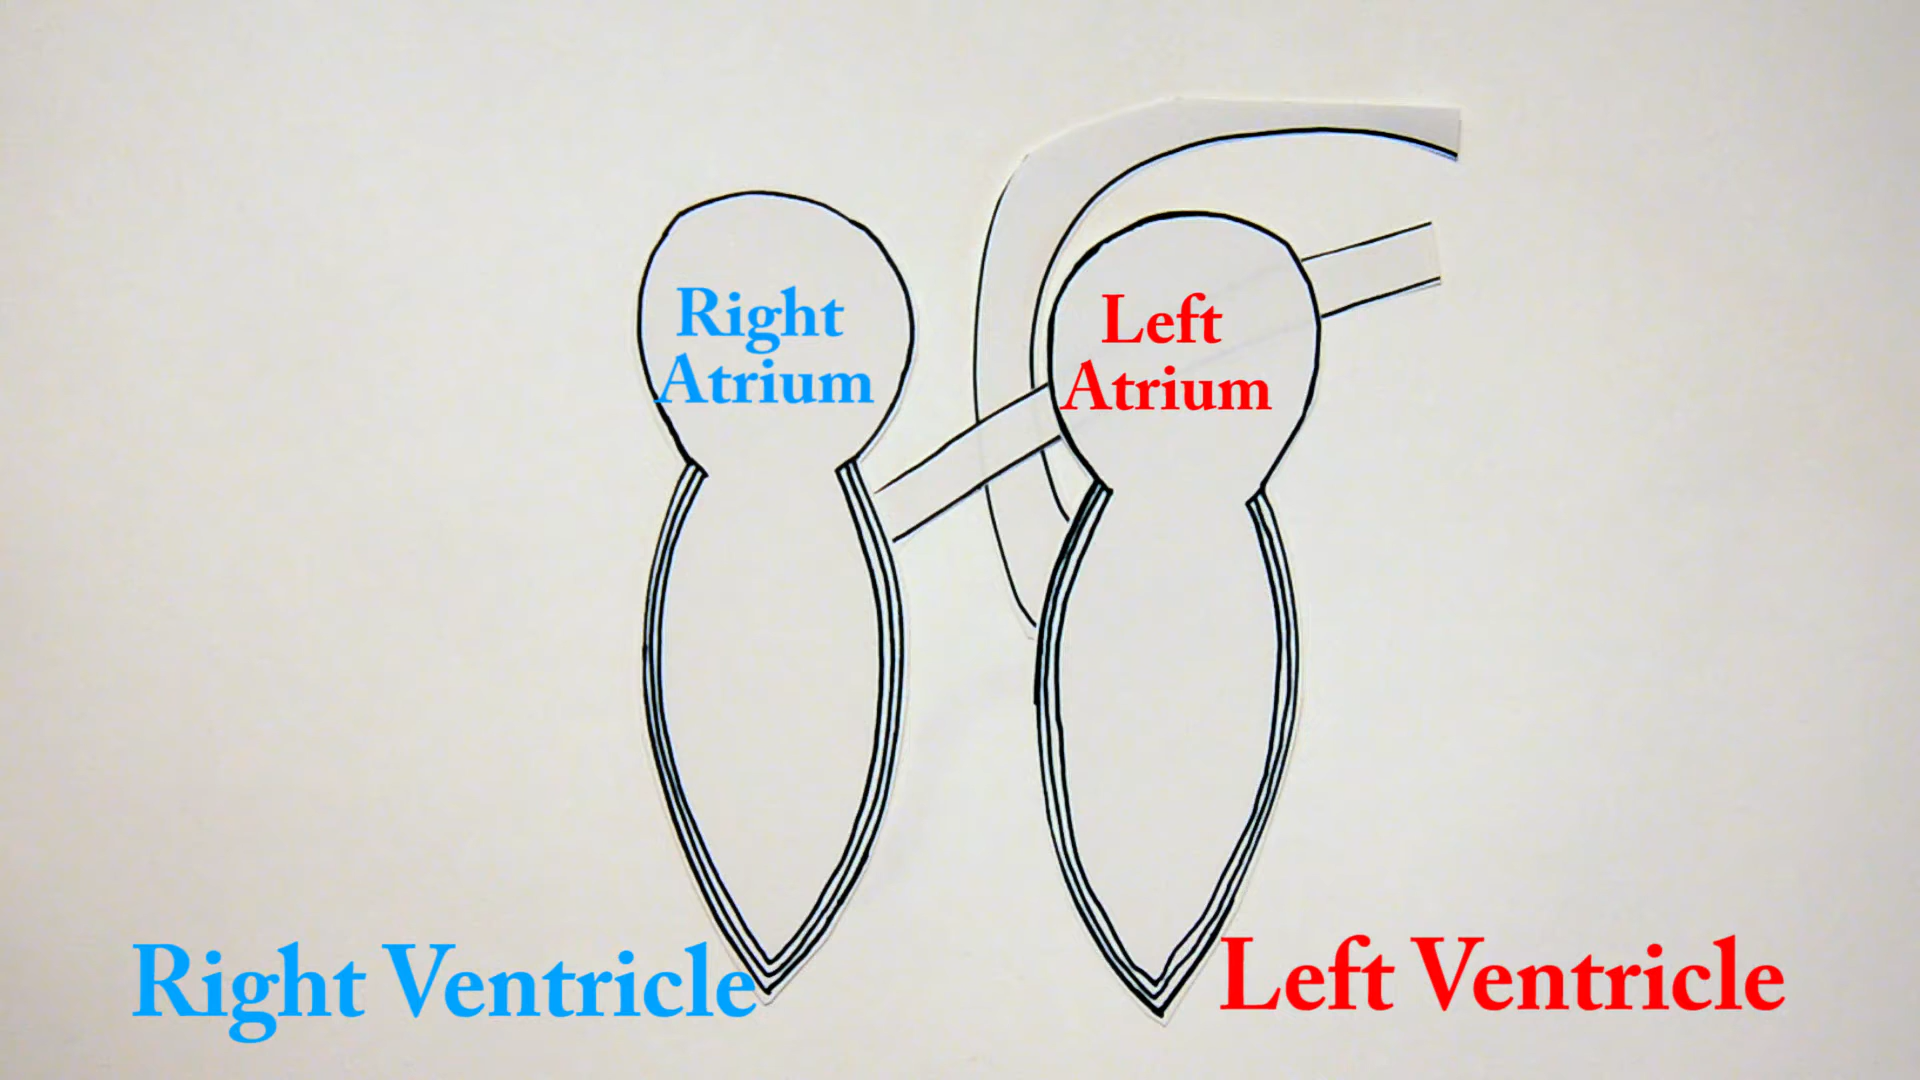 Right
Atrium
Left
Atrium
Right Ventricle
Left Ventricle